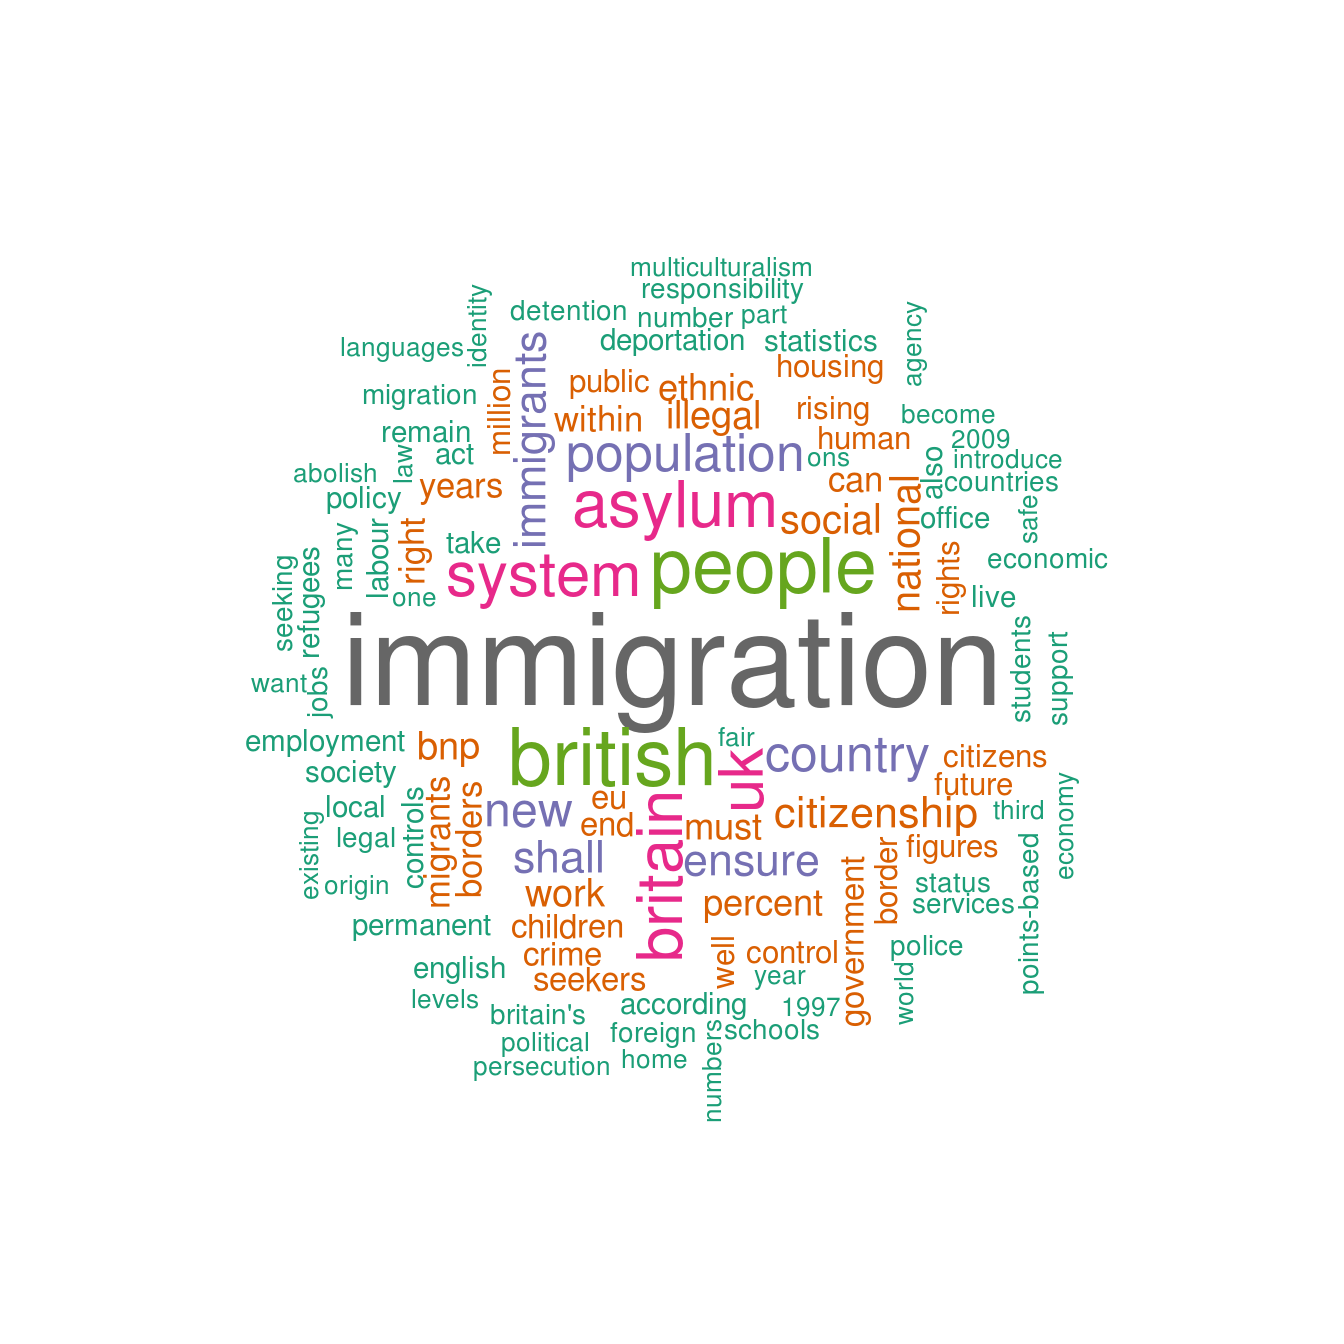 multiculturalism
responsibility
identity
detention
number
part
agency
languages
immigrants
deportation
statistics
housing
migration
million
public
ethnic
within
illegal
rising
become
remain
population
human
2009
law
act
ons
also
introduce
abolish
years
asylum
can
national
countries
policy
social
office
safe
many
labour
right
take
system
people
rights
economic
seeking
refugees
one
live
immigration
students
support
want
jobs
employment
bnp
british
fair
uk
country
citizens
society
future
economy
local
controls
migrants
borders
new
eu
britain
citizenship
third
legal
end
must
existing
shall
ensure
government
border
figures
origin
work
percent
status
services
points-based
permanent
children
crime
well
control
police
english
seekers
year
world
levels
britain's
according
1997
political
foreign
numbers
schools
persecution
home